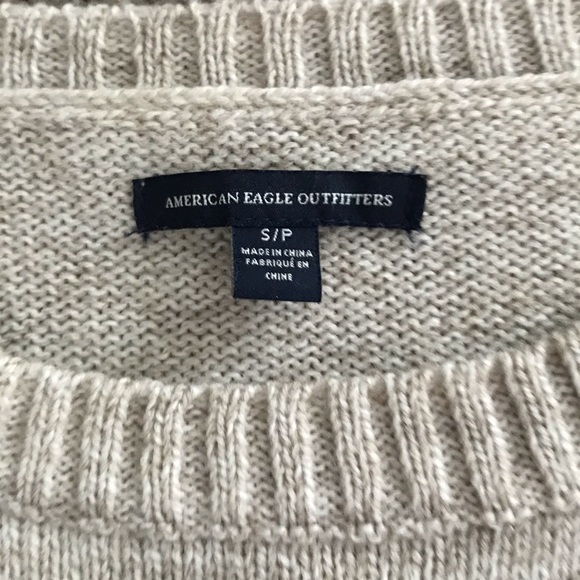 AMERICAN EAGLE OUTFITTERS
S/P
MADE IN CHINA
FABRIQUÉ EN
CHINE